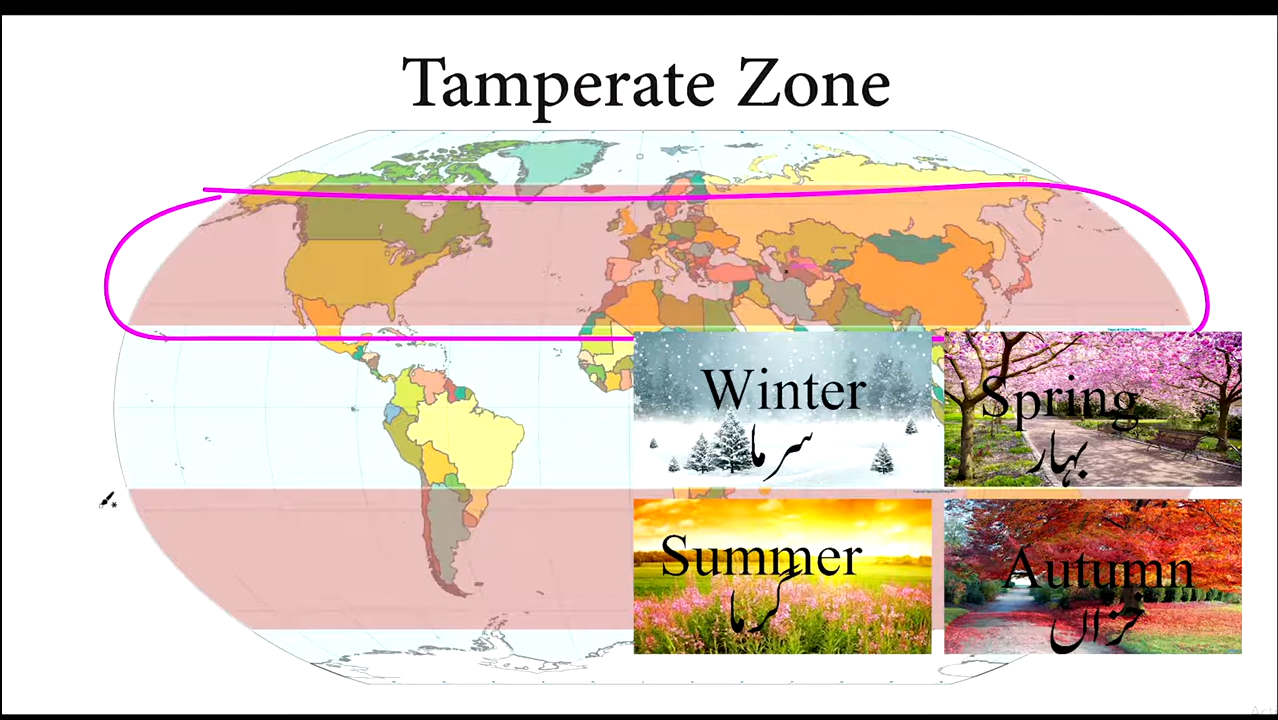 Tamperate Zone
Winter
سرما
Spring
بہار
Summer
گرما
Autumn
خزاں